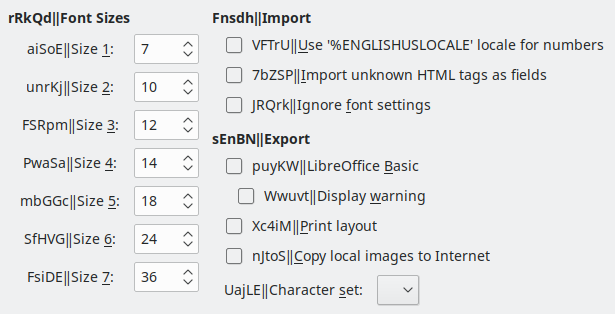 rRkQd||Font Sizes
aiSoE||Size 1: 7
unrKj||Size 2: 10
FSRpm||Size 3: 12
PwaSa||Size 4: 14
mbGGc||Size 5: 18
SfHVG||Size 6: 24
FsiDE||Size 7: 36
Fnsdh||Import
VFTrU||Use '%ENGLISHUSLOCALE' locale for numbers
7bZSP||Import unknown HTML tags as fields
JRQrk||Ignore font settings
sEnBN||Export
puyKW||LibreOffice Basic
Wwuvt||Display warning
Xc4iM||Print layout
nJtoS||Copy local images to Internet
UajLE||Character set: